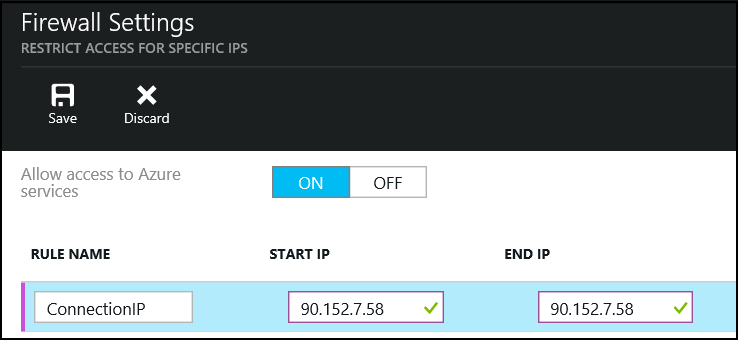 Firewall Settings
RESTRICT ACCESS FOR SPECIFIC IPS
Save Discard
Allow access to Azure
services
ON OFF
RULE NAME START IP END IP
ConnectionIP 90.152.7.58 90.152.7.58